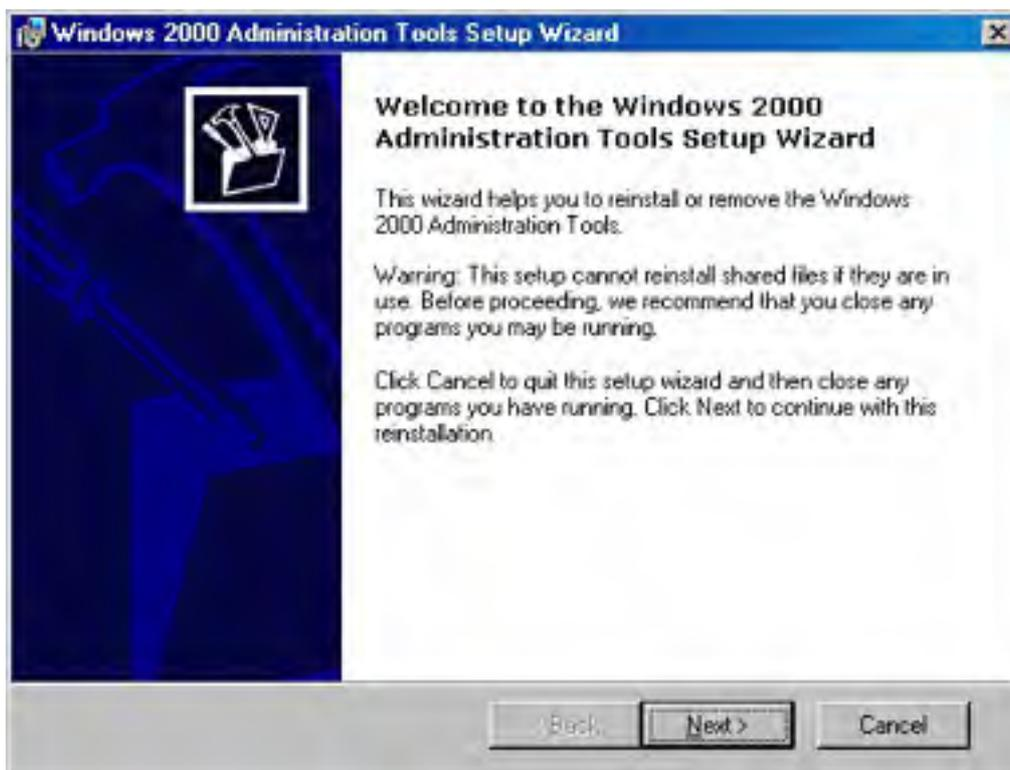 Windows 2000 Administration Tools Setup Wizard
Welcome to the Windows 2000
Administration Tools Setup Wizard
This wizard helps you to reinstall or remove the Windows
2000 Administration Tools.
Warning: This setup cannot reinstall shared files if they are in
use. Before proceeding, we recommend that you close any
programs you may be running.
Click Cancel to quit this setup wizard and then close any
programs you have running. Click Next to continue with this
reinstallation.
< Back
Next >
Cancel